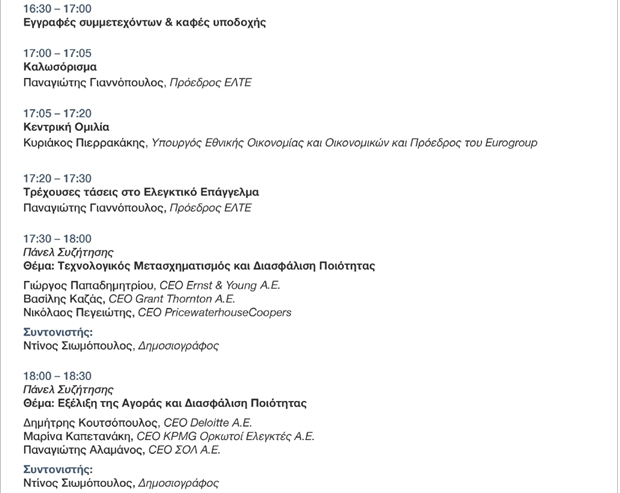 16:30 – 17:00
Εγγραφές συμμετεχόντων & καφές υποδοχής
17:00 – 17:05
Καλωσόρισμα
Παναγιώτης Γιαννόπουλος, Πρόεδρος ΕΛΤΕ
17:05 – 17:20
Κεντρική Ομιλία
Κυριάκος Πιερρακάκης, Υπουργός Εθνικής Οικονομίας και Οικονομικών και Πρόεδρος του Eurogroup
17:20 – 17:30
Τρέχουσες τάσεις στο Ελεγκτικό Επάγγελμα
Παναγιώτης Γιαννόπουλος, Πρόεδρος ΕΛΤΕ
17:30 – 18:00
Πάνελ Συζήτησης
Θέμα: Τεχνολογικός Μετασχηματισμός και Διασφάλιση Ποιότητας
Γιώργος Παπαδημητρίου, CEO Ernst & Young A.E.
Βασίλης Καζάς, CEO Grant Thornton A.E.
Νικόλαος Πεγειώτης, CEO PricewaterhouseCoopers
Συντονιστής:
Ντίνος Σιωμόπουλος, Δημοσιογράφος
18:00 – 18:30
Πάνελ Συζήτησης
Θέμα: Εξέλιξη της Αγοράς και Διασφάλιση Ποιότητας
Δημήτρης Κουτσόπουλος, CEO Deloitte A.E.
Μαρίνα Καπετανάκη, CEO KPMG Ορκωτοί Ελεγκτές A.E.
Παναγιώτης Αλαμάνος, CEO ΣΟΛ Α.Ε.
Συντονιστής:
Ντίνος Σιωμόπουλος, Δημοσιογράφος